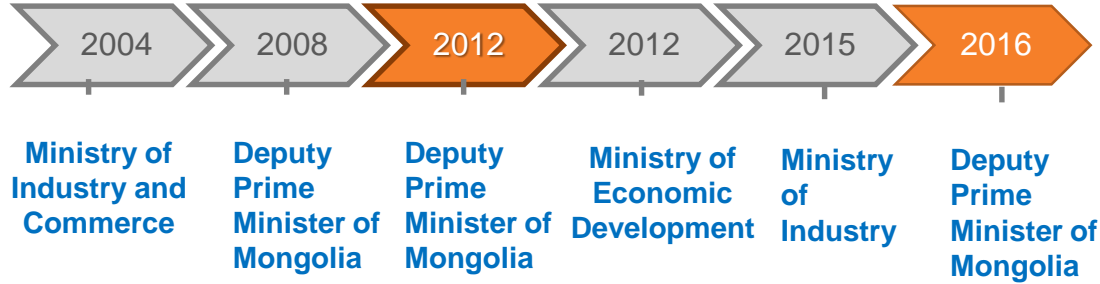 2004
2008
2012
2012
2015
2016
Ministry of
Industry and
Commerce
Deputy
Prime
Minister of
Mongolia
Deputy
Prime
Minister of
Mongolia
Ministry of
Economic
Development
Ministry
of
Industry
Deputy
Prime
Minister of
Mongolia